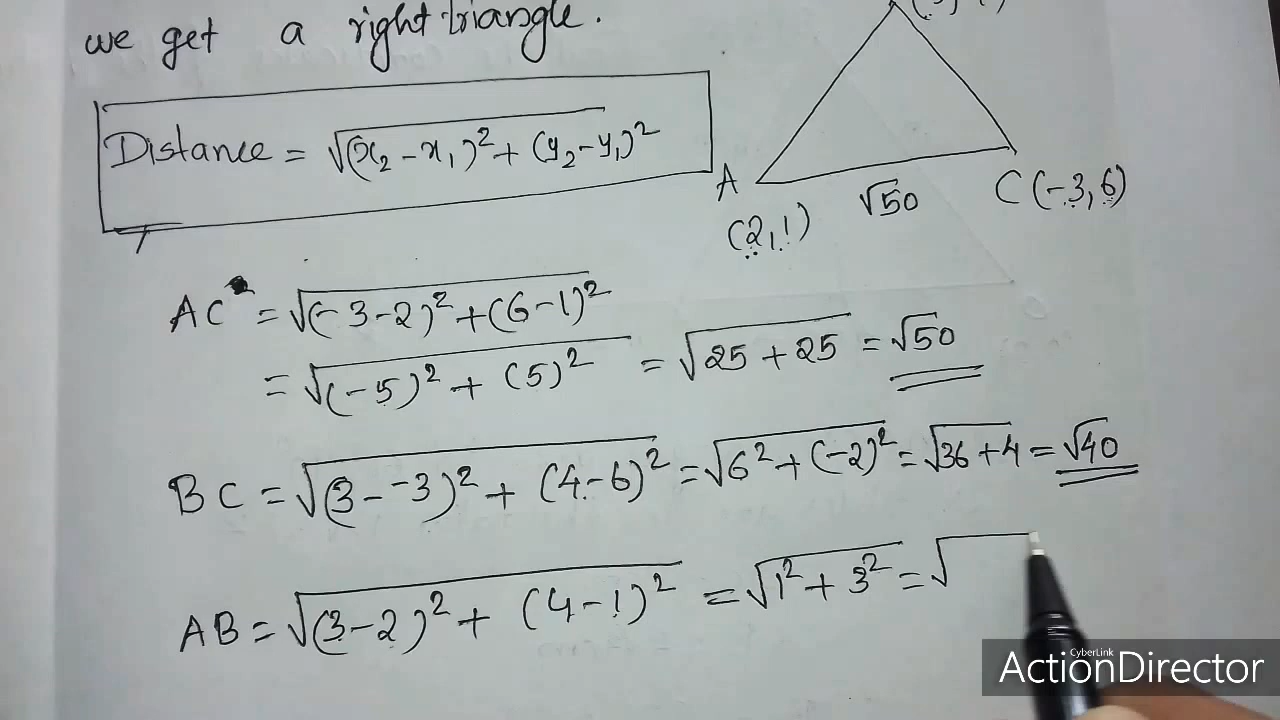 we get a right triangle.
Distance = √(x₂ - x₁)² + (y₂ - y₁)²
A
(2,1)
√50
C (-3, 6)
AC = √(-3-2)² + (6-1)²
= √(-5)² + (5)² = √25 + 25 = √50
BC = √(3 - -3)² + (4-6)² = √6² + (-2)² = √36+4 = √40
AB = √(3-2)² + (4-1)² = √1² + 3² = √
CyberLink
ActionDirector